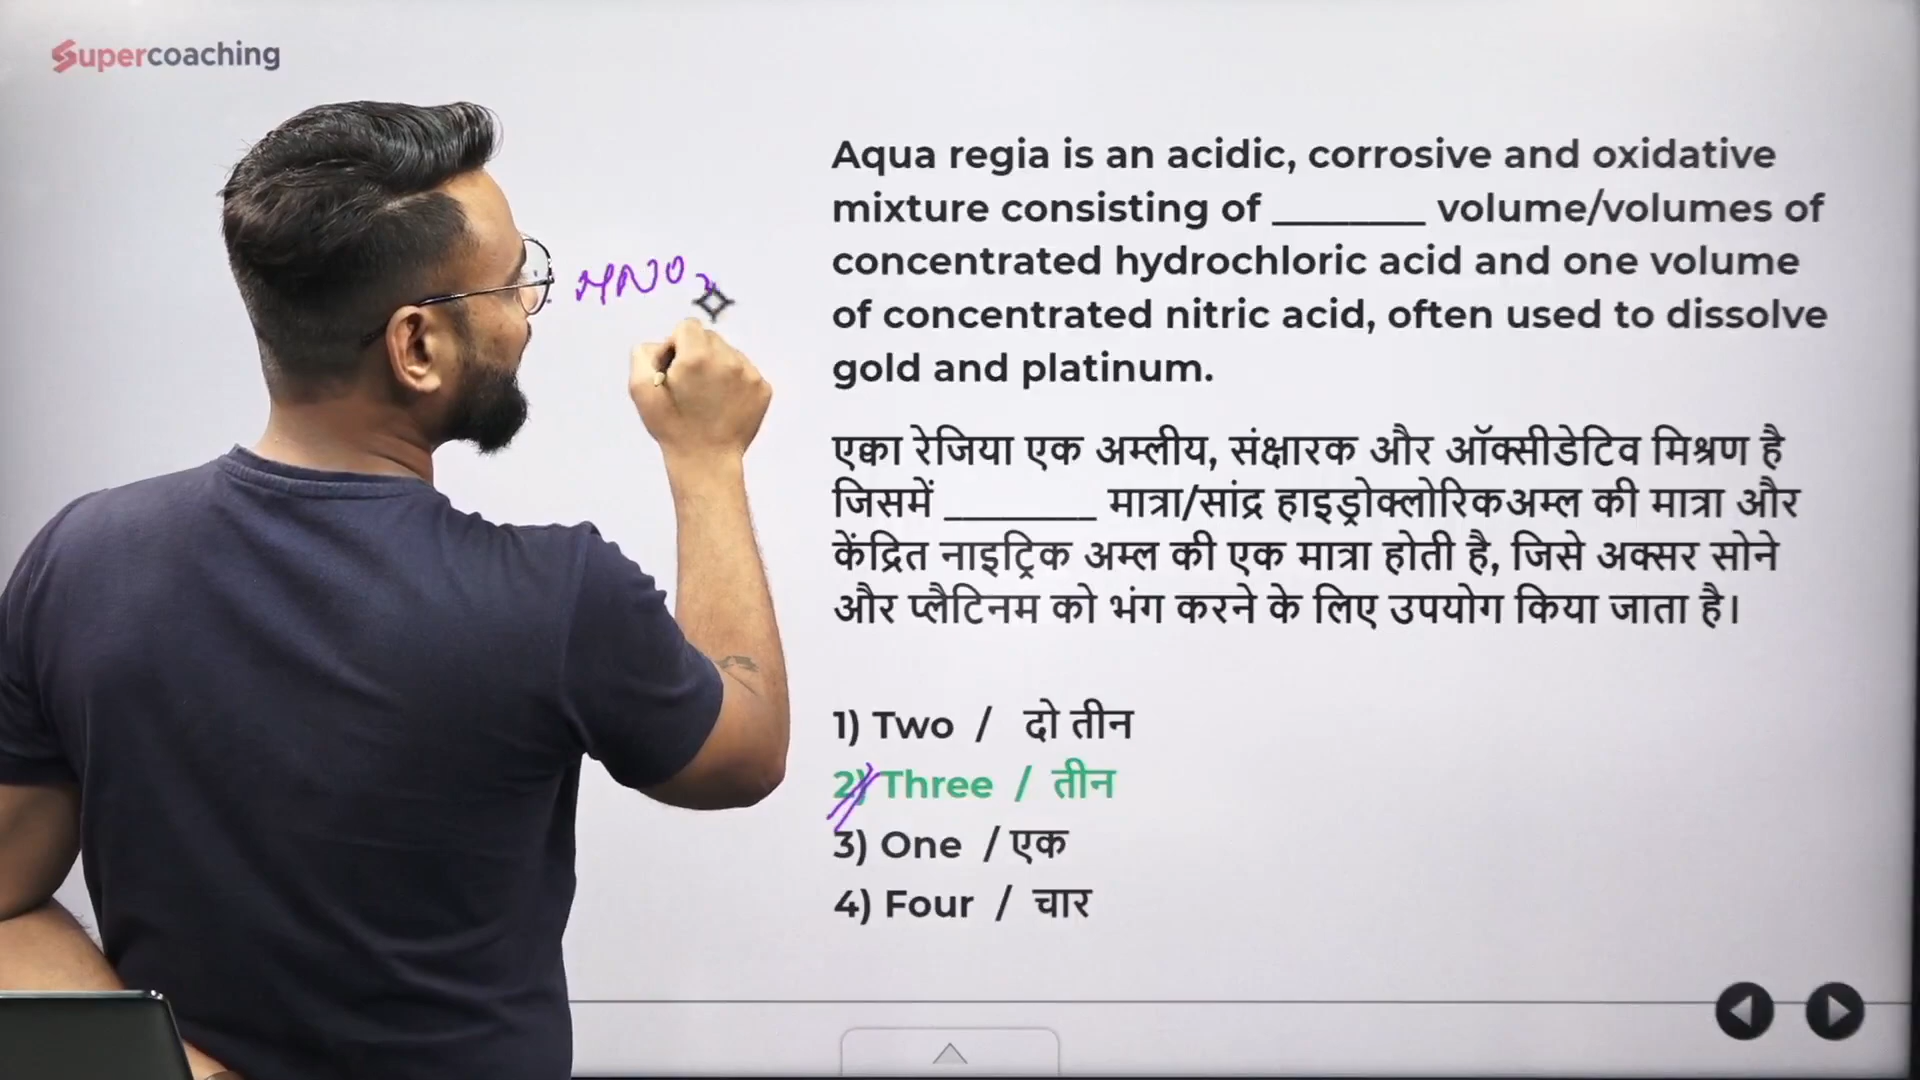 Supercoaching
HNO3
Aqua regia is an acidic, corrosive and oxidative
mixture consisting of ________ volume/volumes of
concentrated hydrochloric acid and one volume
of concentrated nitric acid, often used to dissolve
gold and platinum.
एक्वा रेजिया एक अम्लीय, संक्षारक और ऑक्सीडेटिव मिश्रण है
जिसमें ________ मात्रा/सांद्र हाइड्रोक्लोरिकअम्ल की मात्रा और
केंद्रित नाइट्रिक अम्ल की एक मात्रा होती है, जिसे अक्सर सोने
और प्लैटिनम को भंग करने के लिए उपयोग किया जाता है।
1) Two / दो तीन
2) Three / तीन
3) One / एक
4) Four / चार